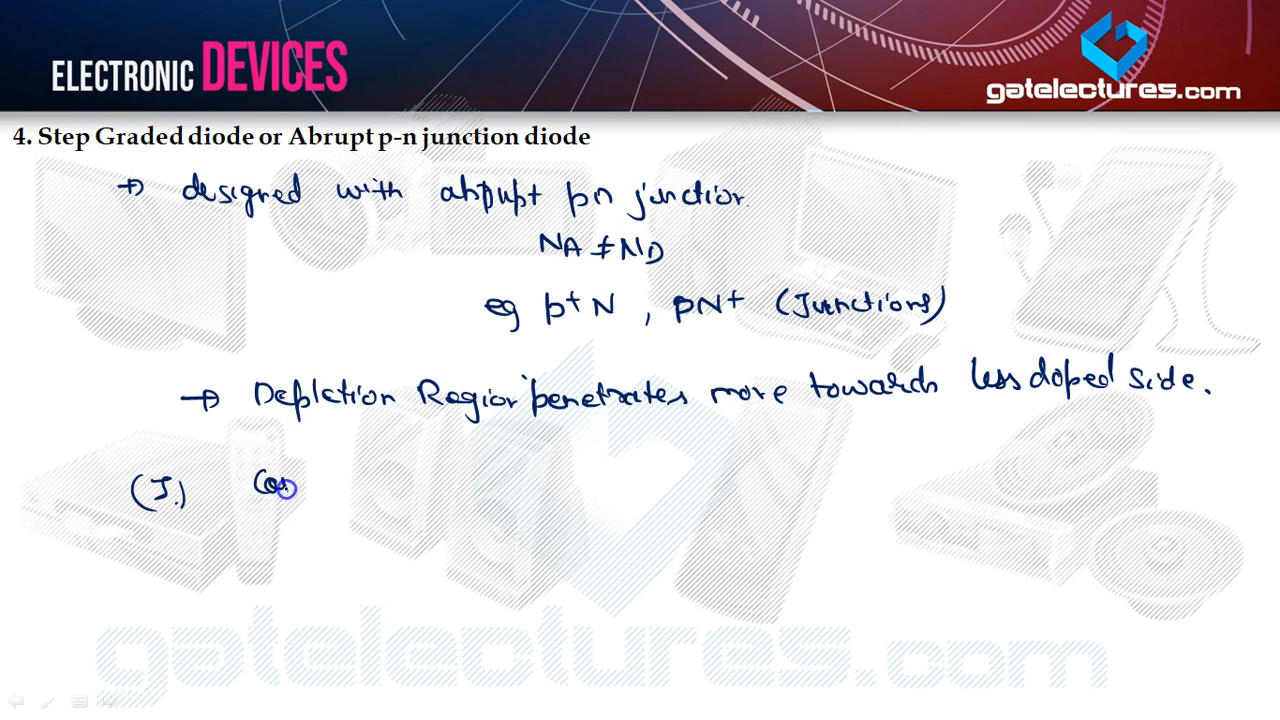 ELECTRONIC DEVICES
gatelectures.com
4. Step Graded diode or Abrupt p-n junction diode
→ designed with abrupt pn junction.
NA ≠ ND
eg p+ N , pN+ (Junctions)
→ Depletion Region penetrates more towards less doped side.
(J.)
gatelectures.com